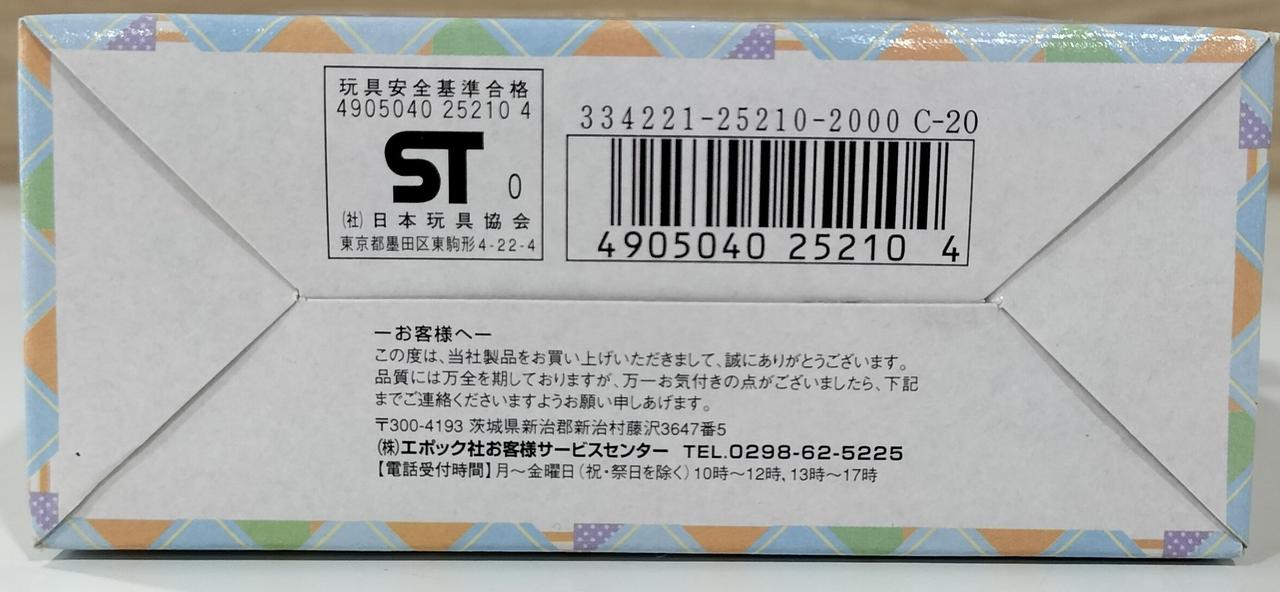 玩具安全基準合格
4905040 25210 4
ST 0
(社)日本玩具協会
東京都墨田区東駒形4-22-4
334221-25210-2000 C-20
4905040 25210 4
ーお客様へー
この度は、当社製品をお買い上げいただきまして、誠にありがとうございます。
品質には万全を期しておりますが、万一お気付きの点がございましたら、下記
までご連絡くださいますようお願い申しあげます。
〒300-4193 茨城県新治郡新治村藤沢3647番5
(株)エポック社お客様サービスセンター TEL.0298-62-5225
【電話受付時間】月〜金曜日(祝・祭日を除く)10時〜12時、13時〜17時